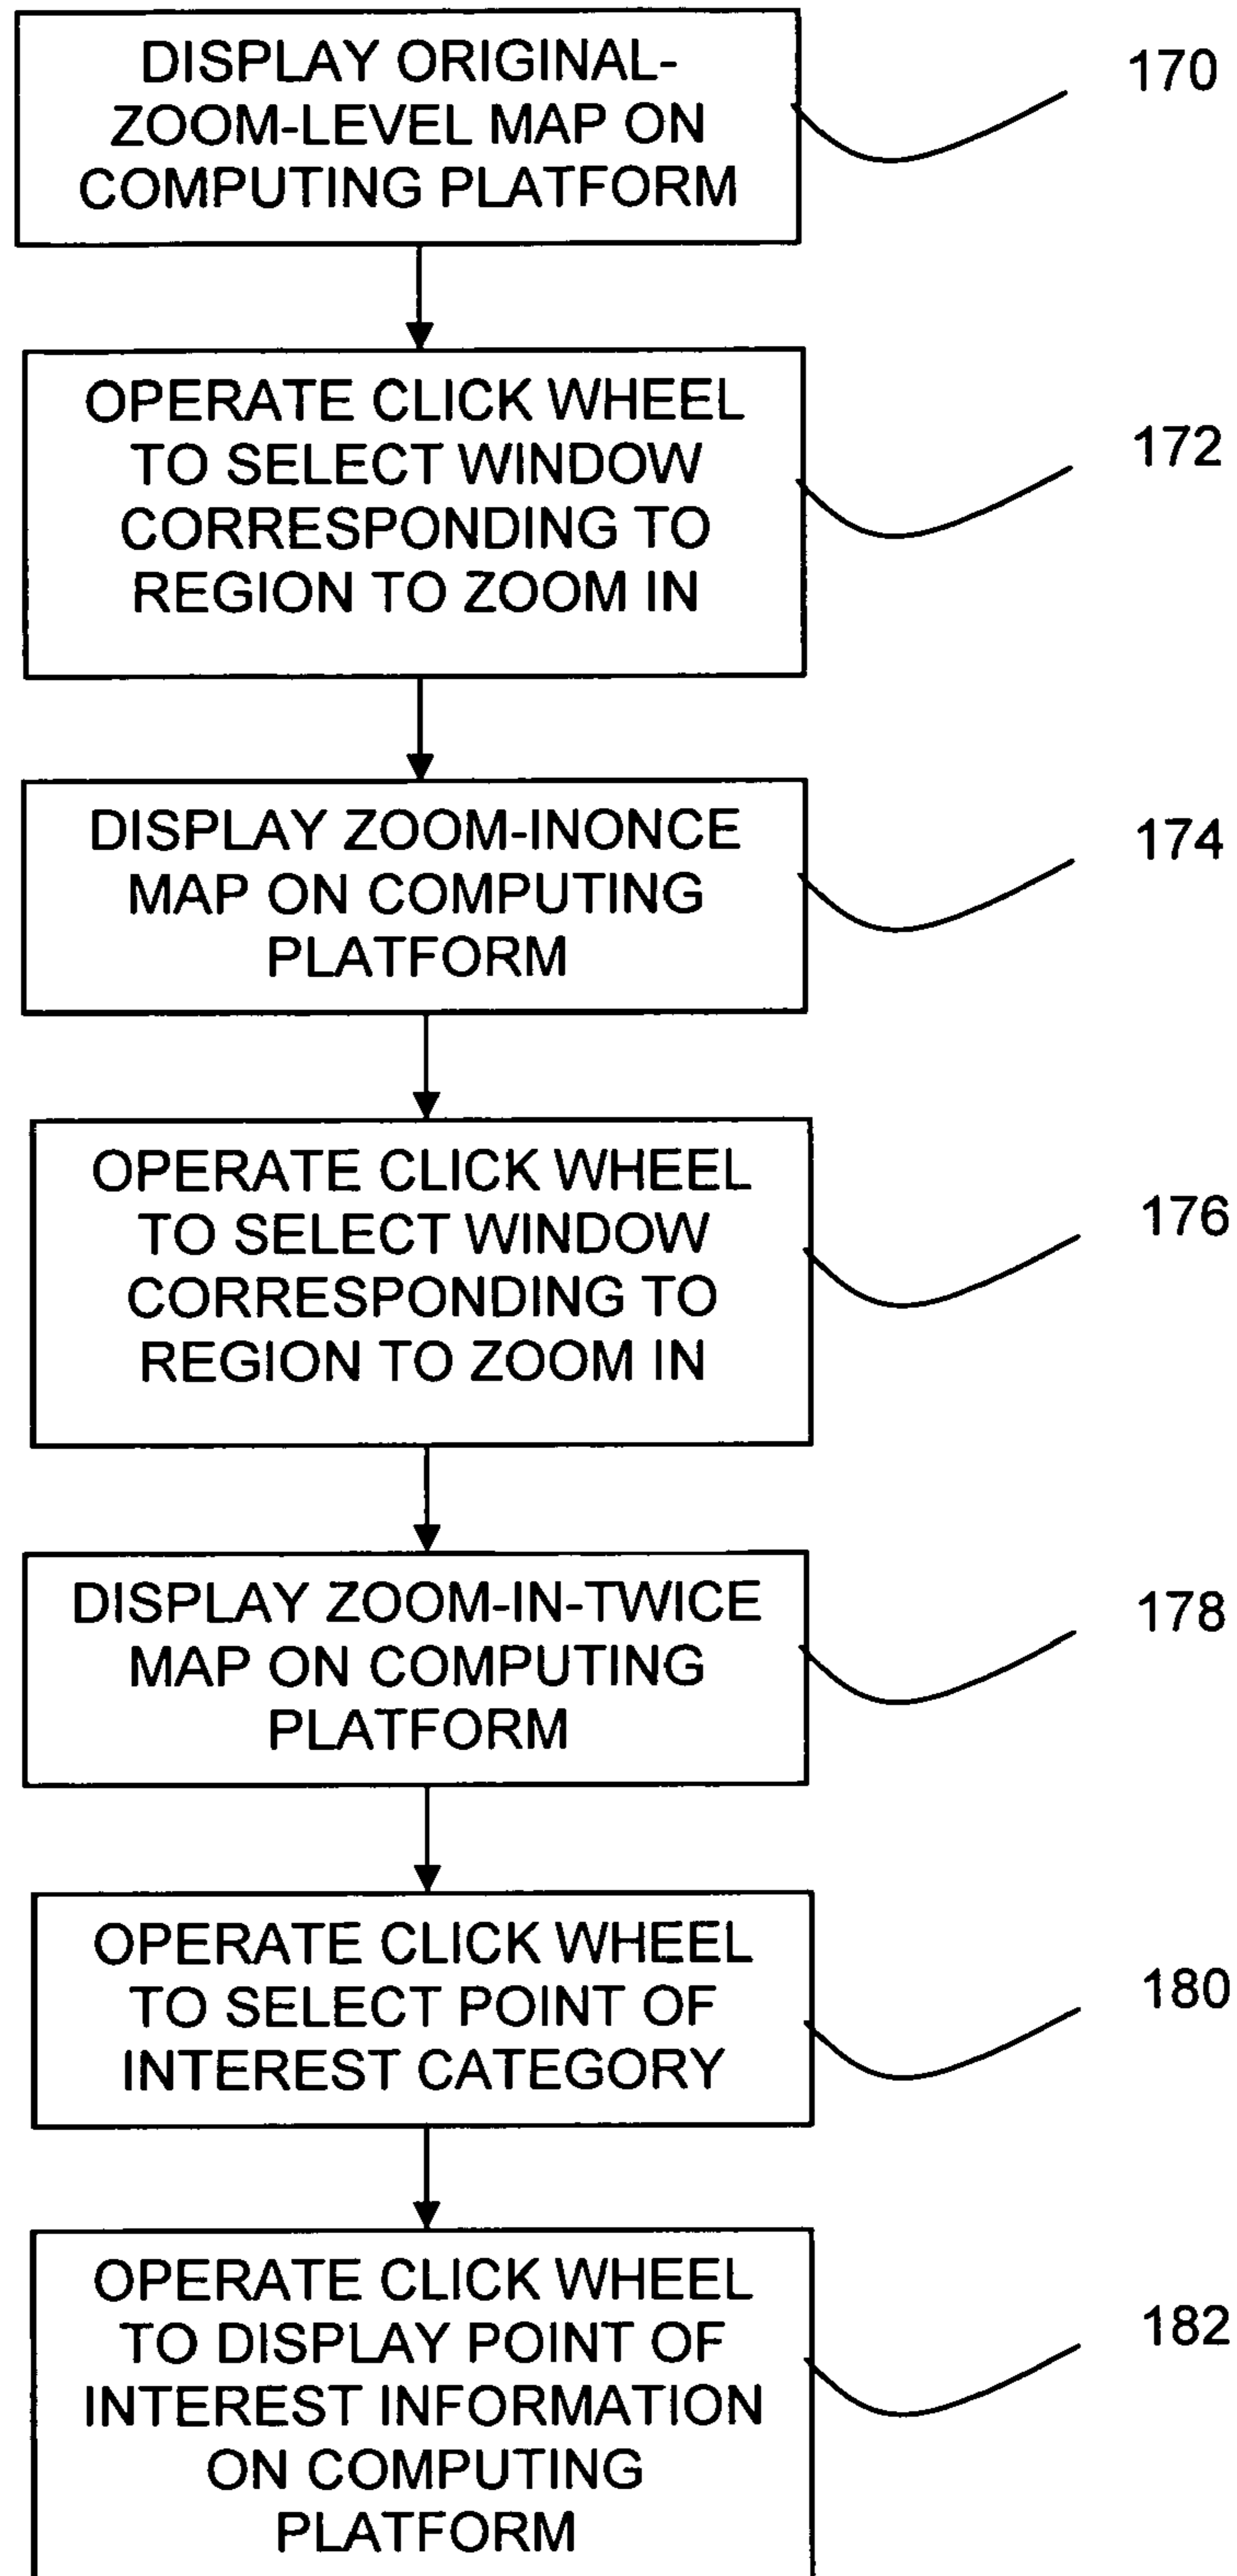 DISPLAY ORIGINAL-
ZOOM-LEVEL MAP ON
COMPUTING PLATFORM
170
OPERATE CLICK WHEEL
TO SELECT WINDOW
CORRESPONDING TO
REGION TO ZOOM IN
172
DISPLAY ZOOM-INONCE
MAP ON COMPUTING
PLATFORM
174
OPERATE CLICK WHEEL
TO SELECT WINDOW
CORRESPONDING TO
REGION TO ZOOM IN
176
DISPLAY ZOOM-IN-TWICE
MAP ON COMPUTING
PLATFORM
178
OPERATE CLICK WHEEL
TO SELECT POINT OF
INTEREST CATEGORY
180
OPERATE CLICK WHEEL
TO DISPLAY POINT OF
INTEREST INFORMATION
ON COMPUTING
PLATFORM
182